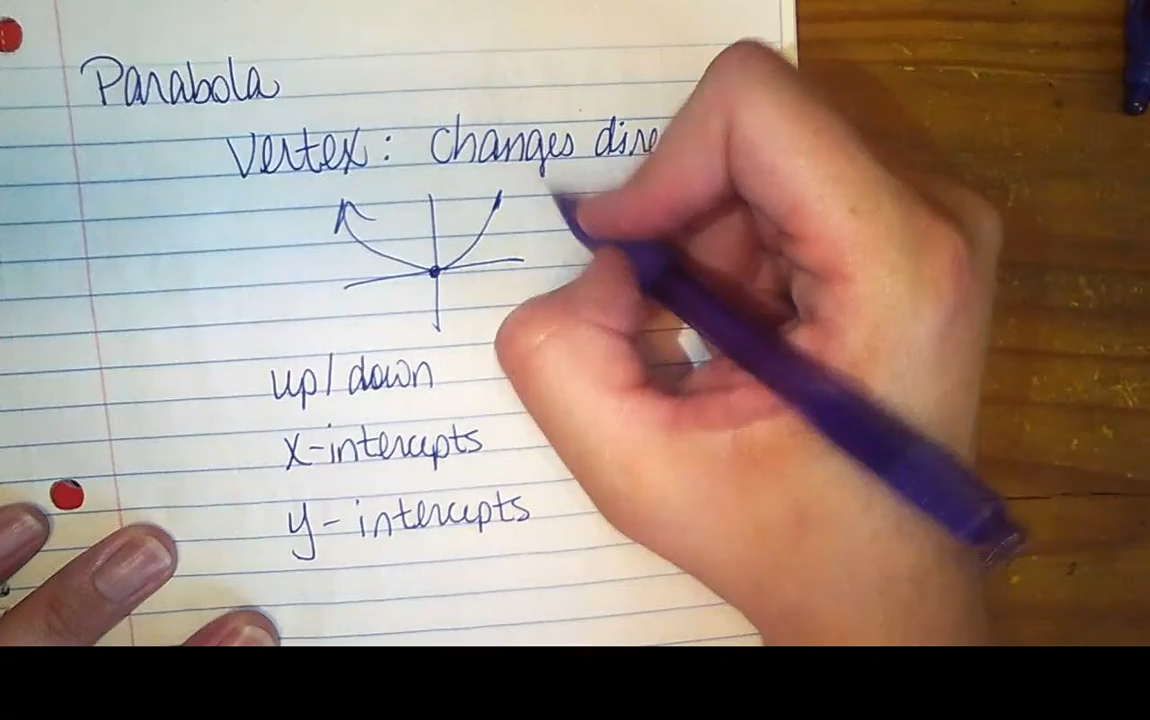 Parabola
Vertex: Changes dire
up/down
x-intercepts
y-intercepts